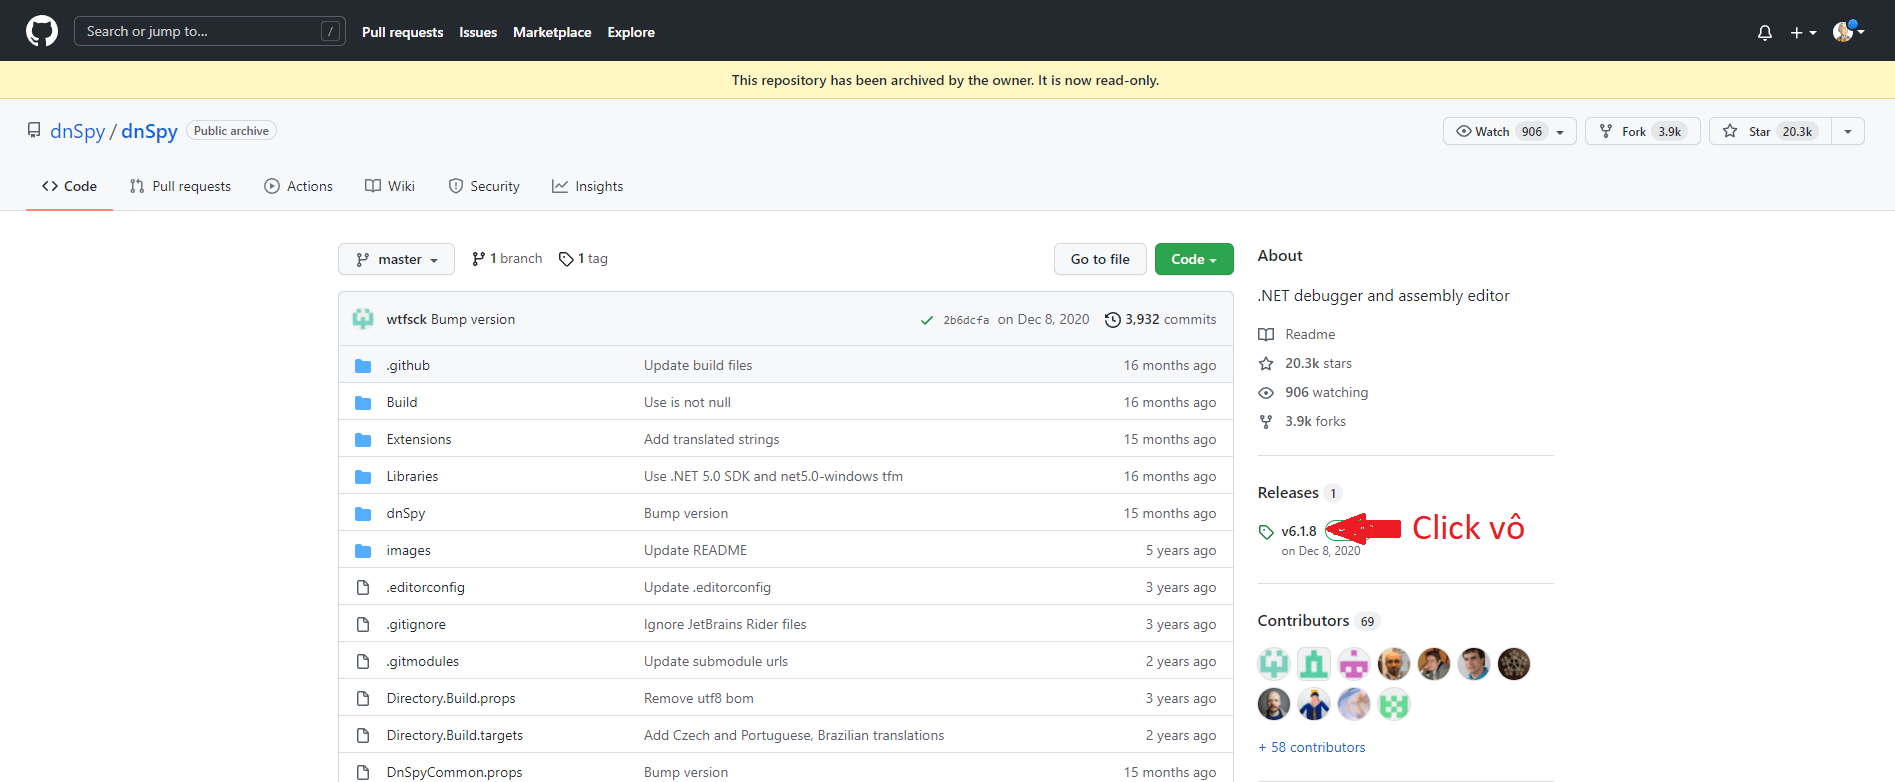 Search or jump to... /
Pull requests Issues Marketplace Explore
This repository has been archived by the owner. It is now read-only.
dnSpy / dnSpy Public archive
Watch 906 Fork 3.9k Star 20.3k
Code Pull requests Actions Wiki Security Insights
master 1 branch 1 tag Go to file Code
wtfsck Bump version 2b6dcfa on Dec 8, 2020 3,932 commits
.github Update build files 16 months ago
Build Use is not null 16 months ago
Extensions Add translated strings 15 months ago
Libraries Use .NET 5.0 SDK and net5.0-windows tfm 16 months ago
dnSpy Bump version 15 months ago
images Update README 5 years ago
.editorconfig Update .editorconfig 3 years ago
.gitignore Ignore JetBrains Rider files 3 years ago
.gitmodules Update submodule urls 2 years ago
Directory.Build.props Remove utf8 bom 3 years ago
Directory.Build.targets Add Czech and Portuguese, Brazilian translations 2 years ago
DnSpyCommon.props Bump version 15 months ago
About
.NET debugger and assembly editor
Readme
20.3k stars
906 watching
3.9k forks
Releases 1
v6.1.8 Click vô
on Dec 8, 2020
Contributors 69
+ 58 contributors